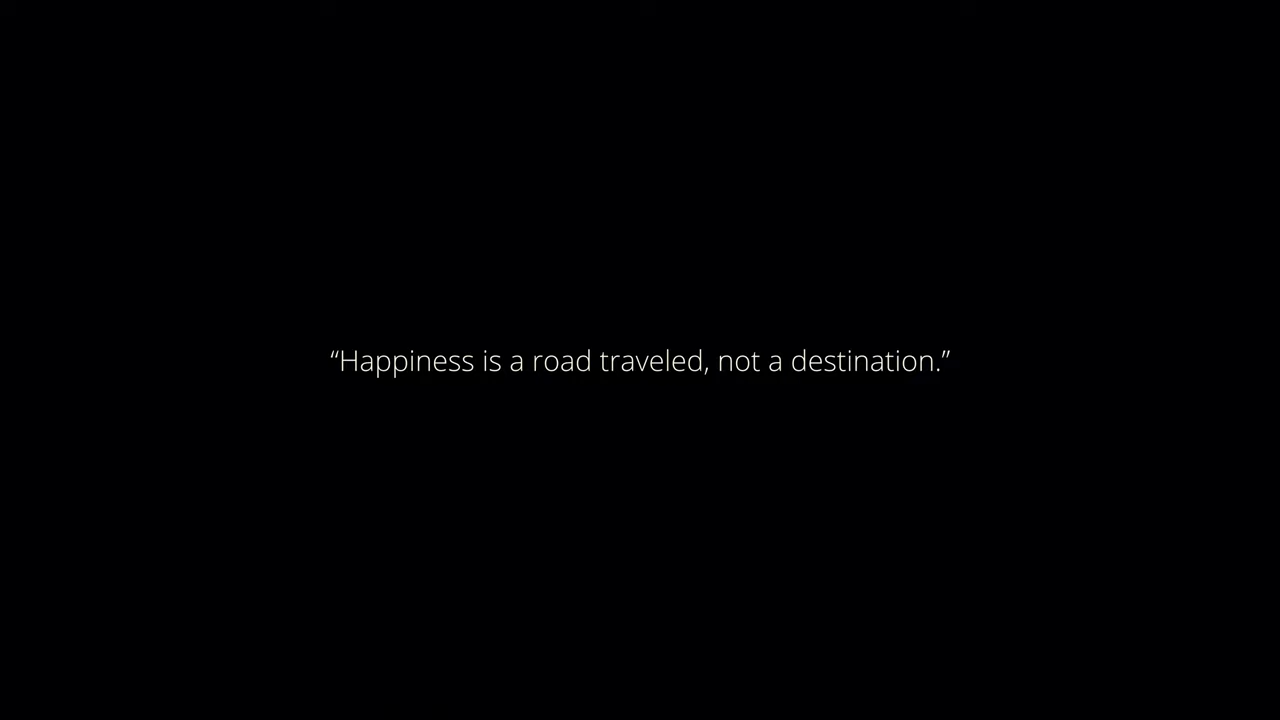 “Happiness is a road traveled, not a destination.”